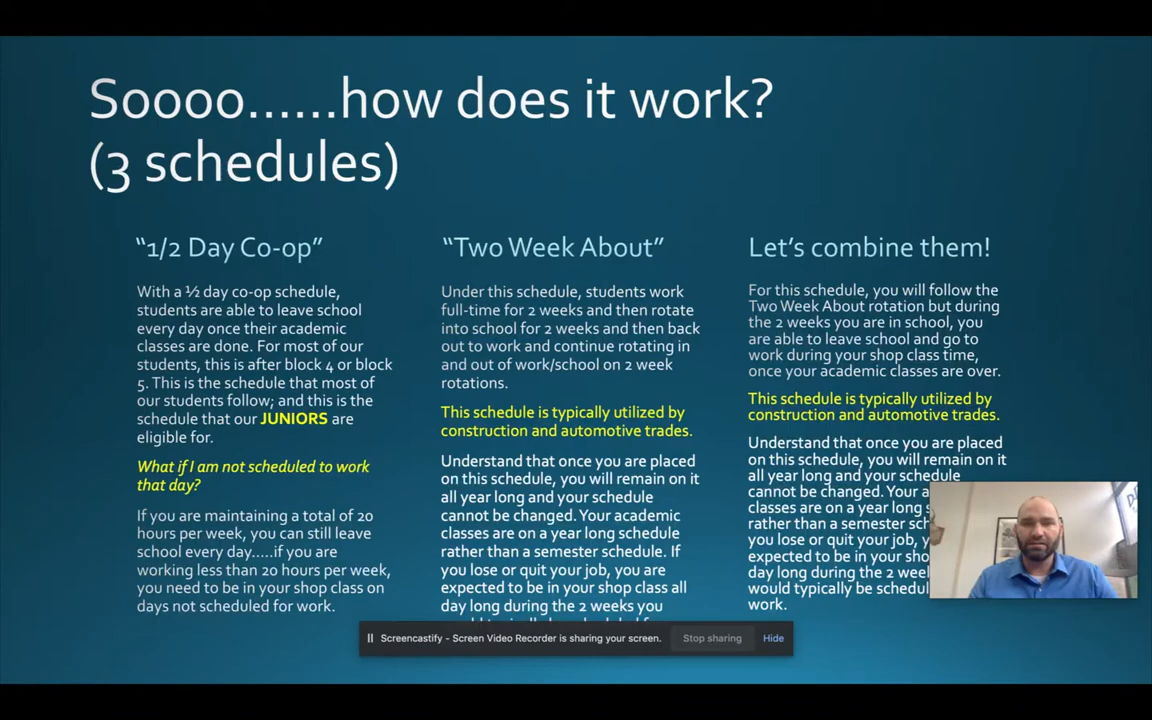 Soooo......how does it work?
(3 schedules)
"1/2 Day Co-op"
With a ½ day co-op schedule,
students are able to leave school
every day once their academic
classes are done. For most of our
students, this is after block 4 or block
5. This is the schedule that most of
our students follow; and this is the
schedule that our JUNIORS are
eligible for.
What if I am not scheduled to work
that day?
If you are maintaining a total of 20
hours per week, you can still leave
school every day.....if you are
working less than 20 hours per week,
you need to be in your shop class on
days not scheduled for work.
"Two Week About"
Under this schedule, students work
full-time for 2 weeks and then rotate
into school for 2 weeks and then back
out to work and continue rotating in
and out of work/school on 2 week
rotations.
This schedule is typically utilized by
construction and automotive trades.
Understand that once you are placed
on this schedule, you will remain on it
all year long and your schedule
cannot be changed. Your academic
classes are on a year long schedule
rather than a semester schedule. If
you lose or quit your job, you are
expected to be in your shop class all
day long during the 2 weeks you
Let's combine them!
For this schedule, you will follow the
Two Week About rotation but during
the 2 weeks you are in school, you
are able to leave school and go to
work during your shop class time,
once your academic classes are over.
This schedule is typically utilized by
construction and automotive trades.
Understand that once you are placed
on this schedule, you will remain on it
all year long and your schedule
cannot be changed. Your
classes are on a year long
rather than a semester
you lose or quit your job,
expected to be in your
day long during the 2
would typically be
work.
Screencastify - Screen Video Recorder is sharing your screen.
Stop sharing
Hide